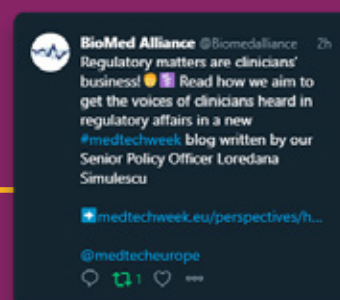 BioMed Alliance @Biomedalliance 2h
Regulatory matters are clinicians'
business! Read how we aim to
get the voices of clinicians heard in
regulatory affairs in a new
#medtechweek blog written by our
Senior Policy Officer Loredana
Simulescu
medtechweek.eu/perspectives/h...
@medtecheurope
1